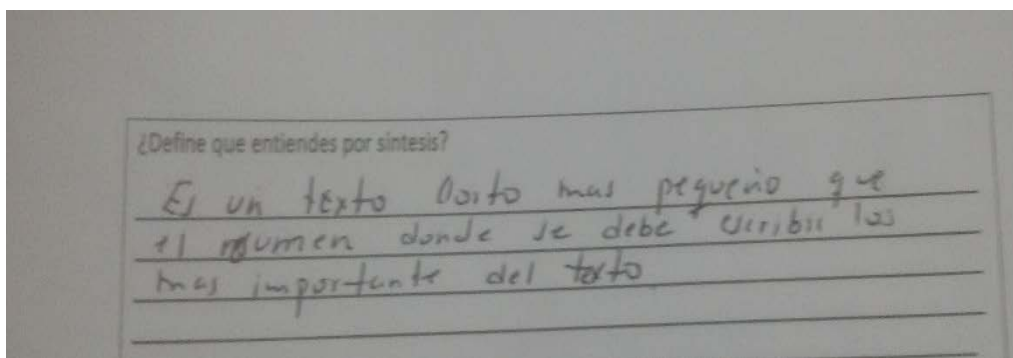 ¿Define que entiendes por sintesis?
Es un texto corto mas pequeño que
el resumen donde se debe escribir los
mas importante del texto